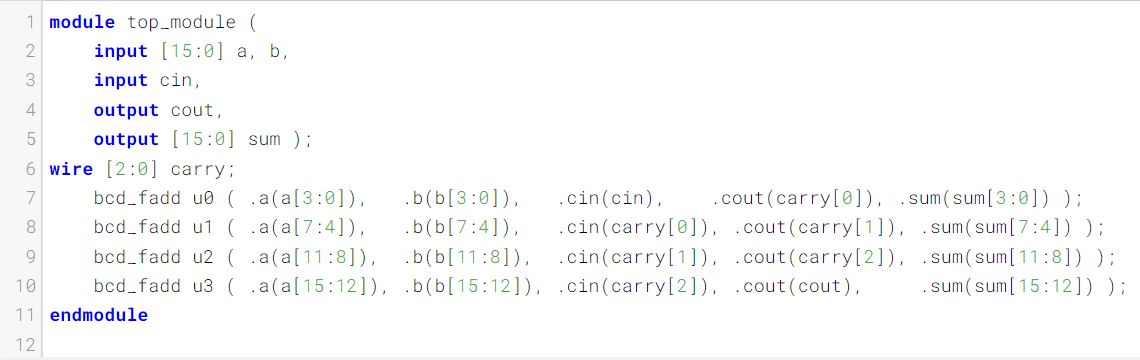 1 module top_module (
2     input [15:0] a, b,
3     input cin,
4     output cout,
5     output [15:0] sum );
6 wire [2:0] carry;
7     bcd_fadd u0 ( .a(a[3:0]),   .b(b[3:0]),   .cin(cin),    .cout(carry[0]), .sum(sum[3:0]) );
8     bcd_fadd u1 ( .a(a[7:4]),   .b(b[7:4]),   .cin(carry[0]), .cout(carry[1]), .sum(sum[7:4]) );
9     bcd_fadd u2 ( .a(a[11:8]),  .b(b[11:8]),  .cin(carry[1]), .cout(carry[2]), .sum(sum[11:8]) );
10     bcd_fadd u3 ( .a(a[15:12]), .b(b[15:12]), .cin(carry[2]), .cout(cout),     .sum(sum[15:12]) );
11 endmodule
12